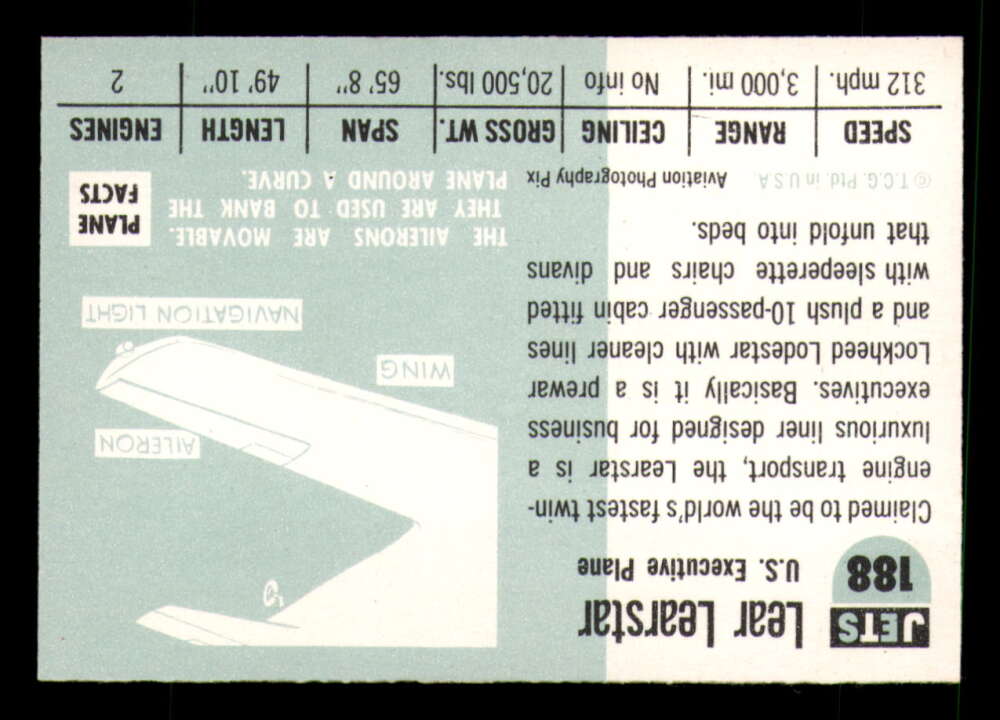 JETS
188
Lear Learstar
U.S. Executive Plane
Claimed to be the world's fastest twin-
engine transport, the Learstar is a
luxurious liner designed for business
executives. Basically it is a prewar
Lockheed Lodestar with cleaner lines
and a plush 10-passenger cabin fitted
with sleeperette chairs and divans
that unfold into beds.
© T.C.G. Ptd. in U.S.A. Aviation Photography Pix
AILERON
WING
NAVIGATION LIGHT
THE AILERONS ARE MOVABLE.
THEY ARE USED TO BANK THE
PLANE AROUND A CURVE.
PLANE
FACTS
SPEED RANGE CEILING GROSS WT. SPAN LENGTH ENGINES
312 mph. 3,000 mi. No info 20,500 lbs. 65' 8" 49' 10" 2